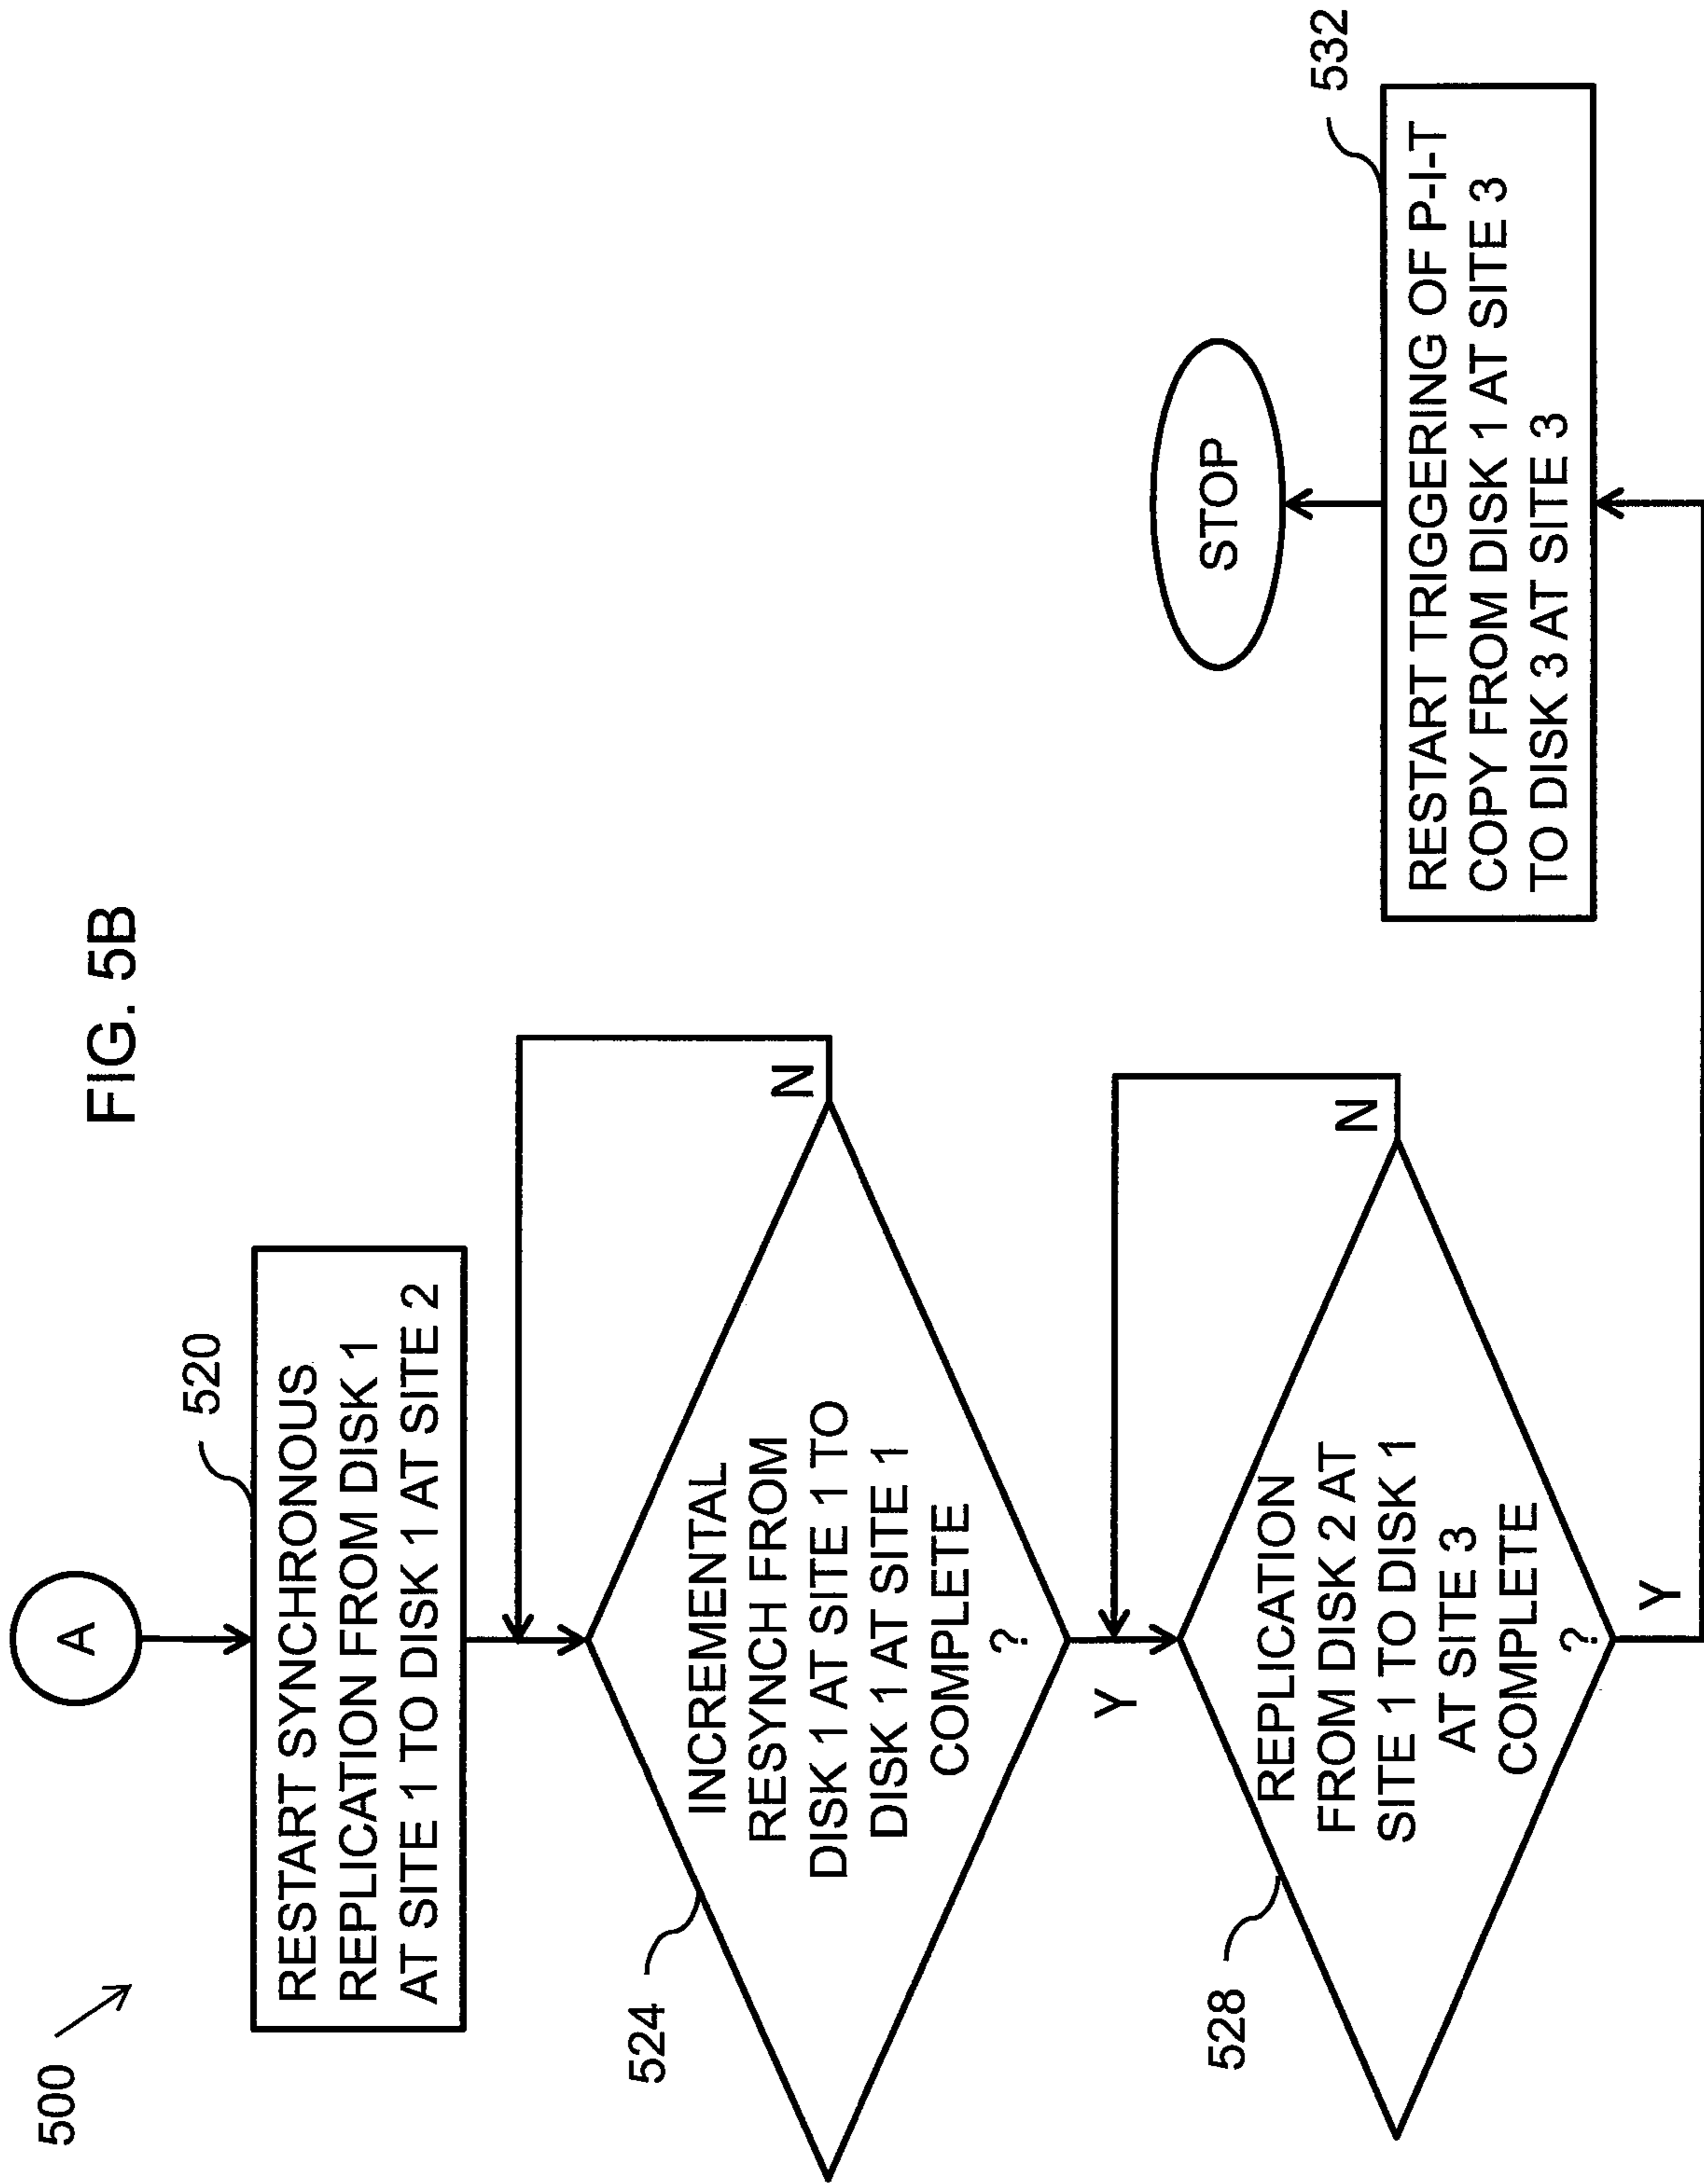 FIG. 5B
500
A
520
RESTART SYNCHRONOUS
REPLICATION FROM DISK 1
AT SITE 1 TO DISK 1 AT SITE 2
524
INCREMENTAL
RESYNCH FROM
DISK 1 AT SITE 1 TO
DISK 1 AT SITE 1
COMPLETE
?
N
Y
528
REPLICATION
FROM DISK 2 AT
SITE 1 TO DISK 1
AT SITE 3
COMPLETE
?
N
Y
532
RESTART TRIGGERING OF P-I-T
COPY FROM DISK 1 AT SITE 3
TO DISK 3 AT SITE 3
STOP